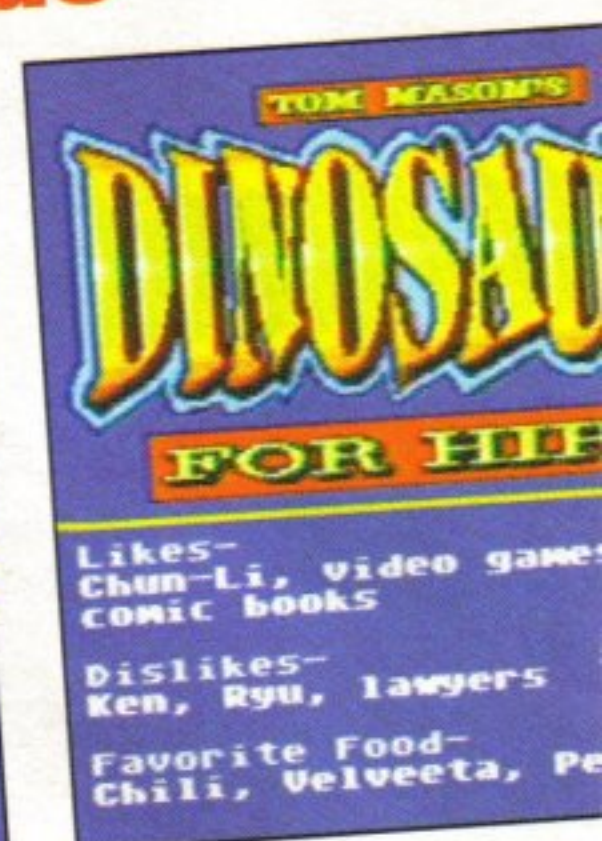 TOM MASON'S
DINOSAU
FOR HIR
Likes-
Chun-Li, video games
comic books
Dislikes-
Ken, Ryu, lawyers
Favorite Food-
Chili, Velveeta, Pe